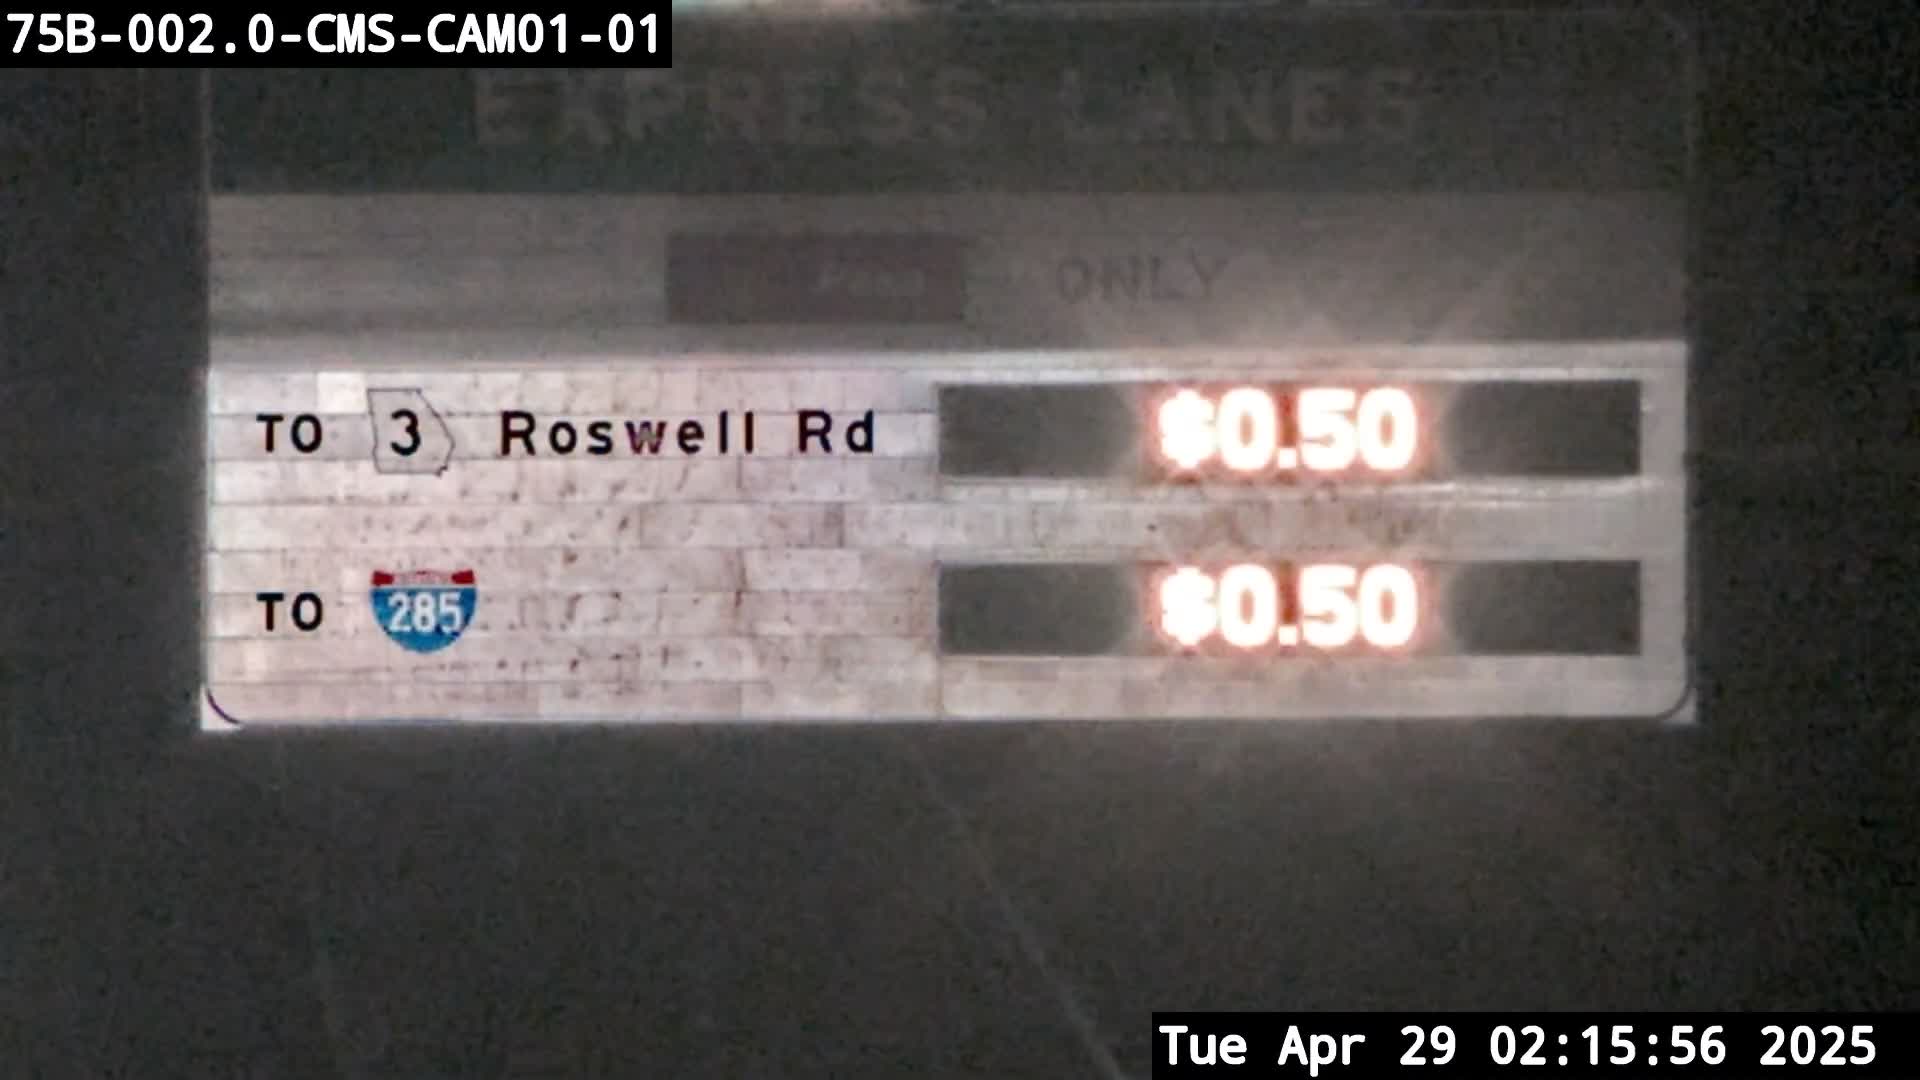 75B-002.0-CMS-CAM01-01
EXPRESS LANES
Pass ONLY
TO 3 Roswell Rd $0.50
TO 285 $0.50
Tue Apr 29 02:15:56 2025